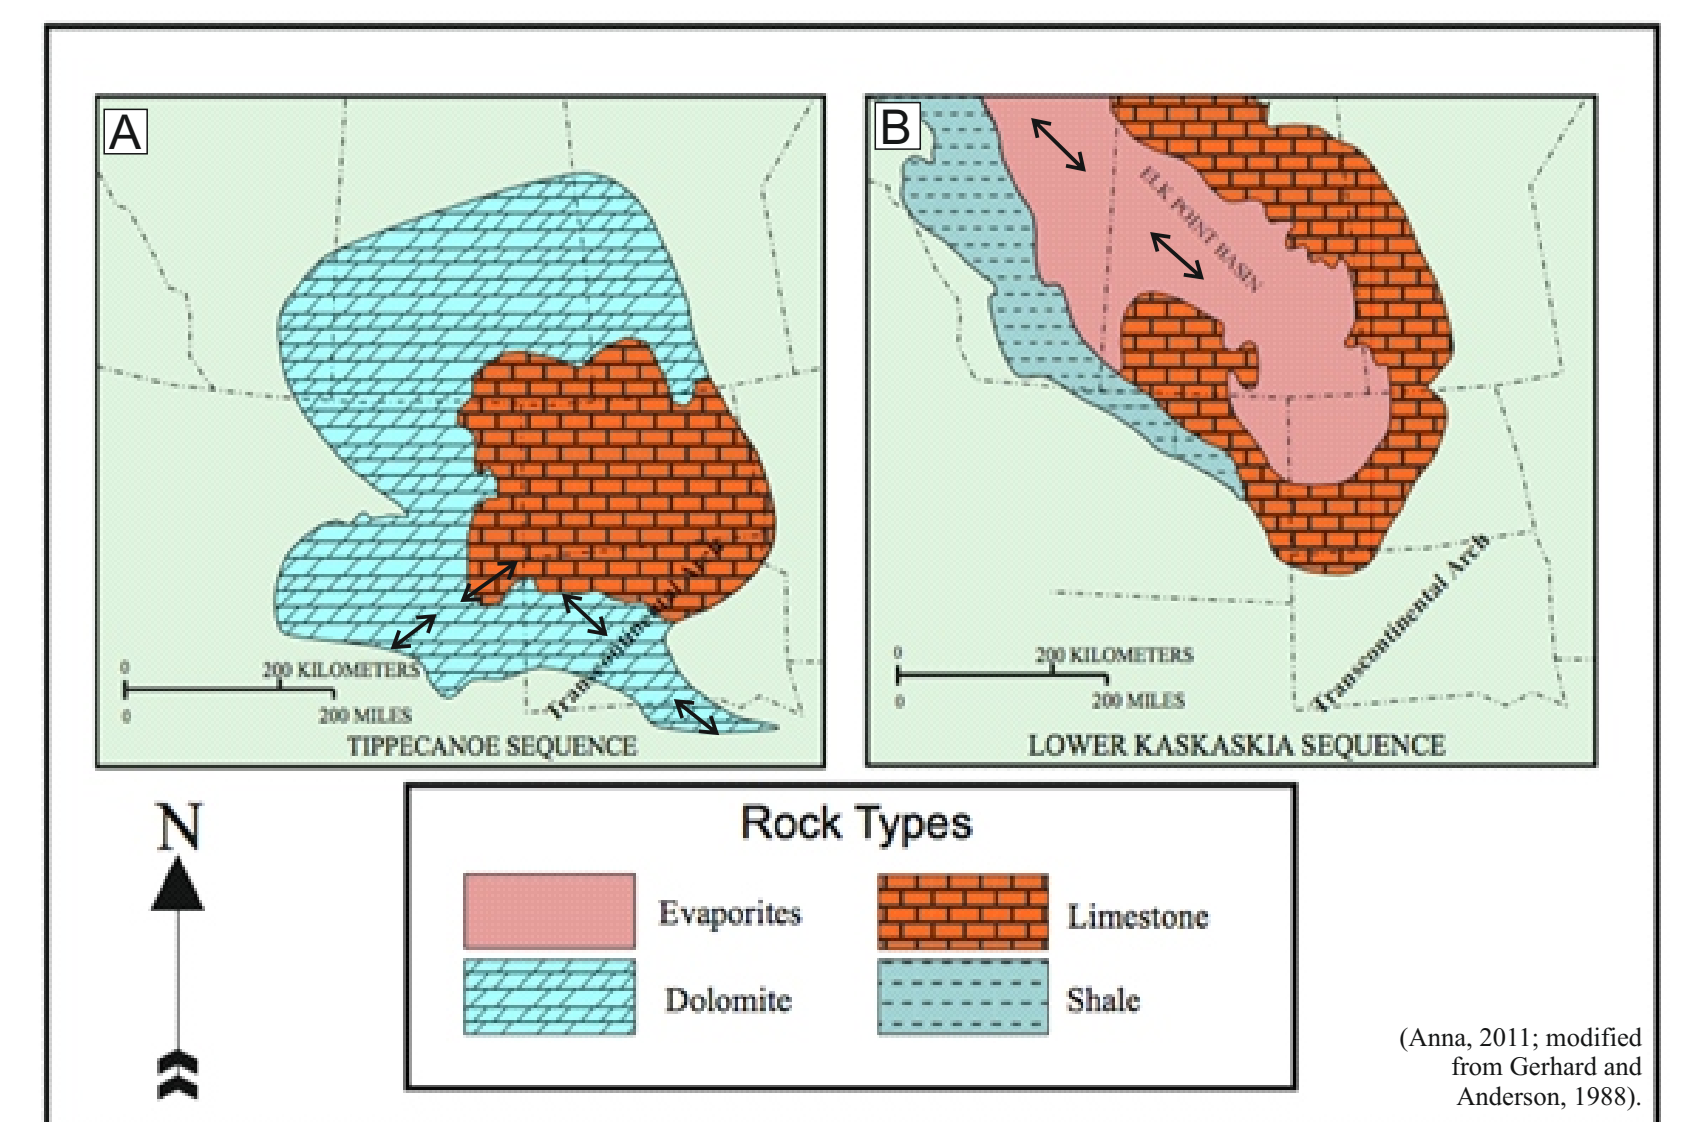 A
Transcontinental Arch
0
200 KILOMETERS
0
200 MILES
TIPPECANOE SEQUENCE
B
ELK POINT BASIN
Transcontinental Arch
0
200 KILOMETERS
0
200 MILES
LOWER KASKASKIA SEQUENCE
N
Rock Types
Evaporites
Limestone
Dolomite
Shale
(Anna, 2011; modified
from Gerhard and
Anderson, 1988).